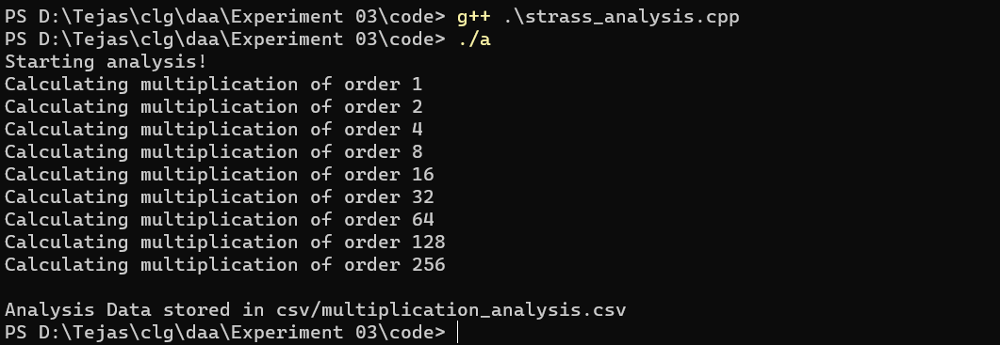 PS D:\Tejas\clg\daa\Experiment 03\code> g++ .\strass_analysis.cpp
PS D:\Tejas\clg\daa\Experiment 03\code> ./a
Starting analysis!
Calculating multiplication of order 1
Calculating multiplication of order 2
Calculating multiplication of order 4
Calculating multiplication of order 8
Calculating multiplication of order 16
Calculating multiplication of order 32
Calculating multiplication of order 64
Calculating multiplication of order 128
Calculating multiplication of order 256
Analysis Data stored in csv/multiplication_analysis.csv
PS D:\Tejas\clg\daa\Experiment 03\code>